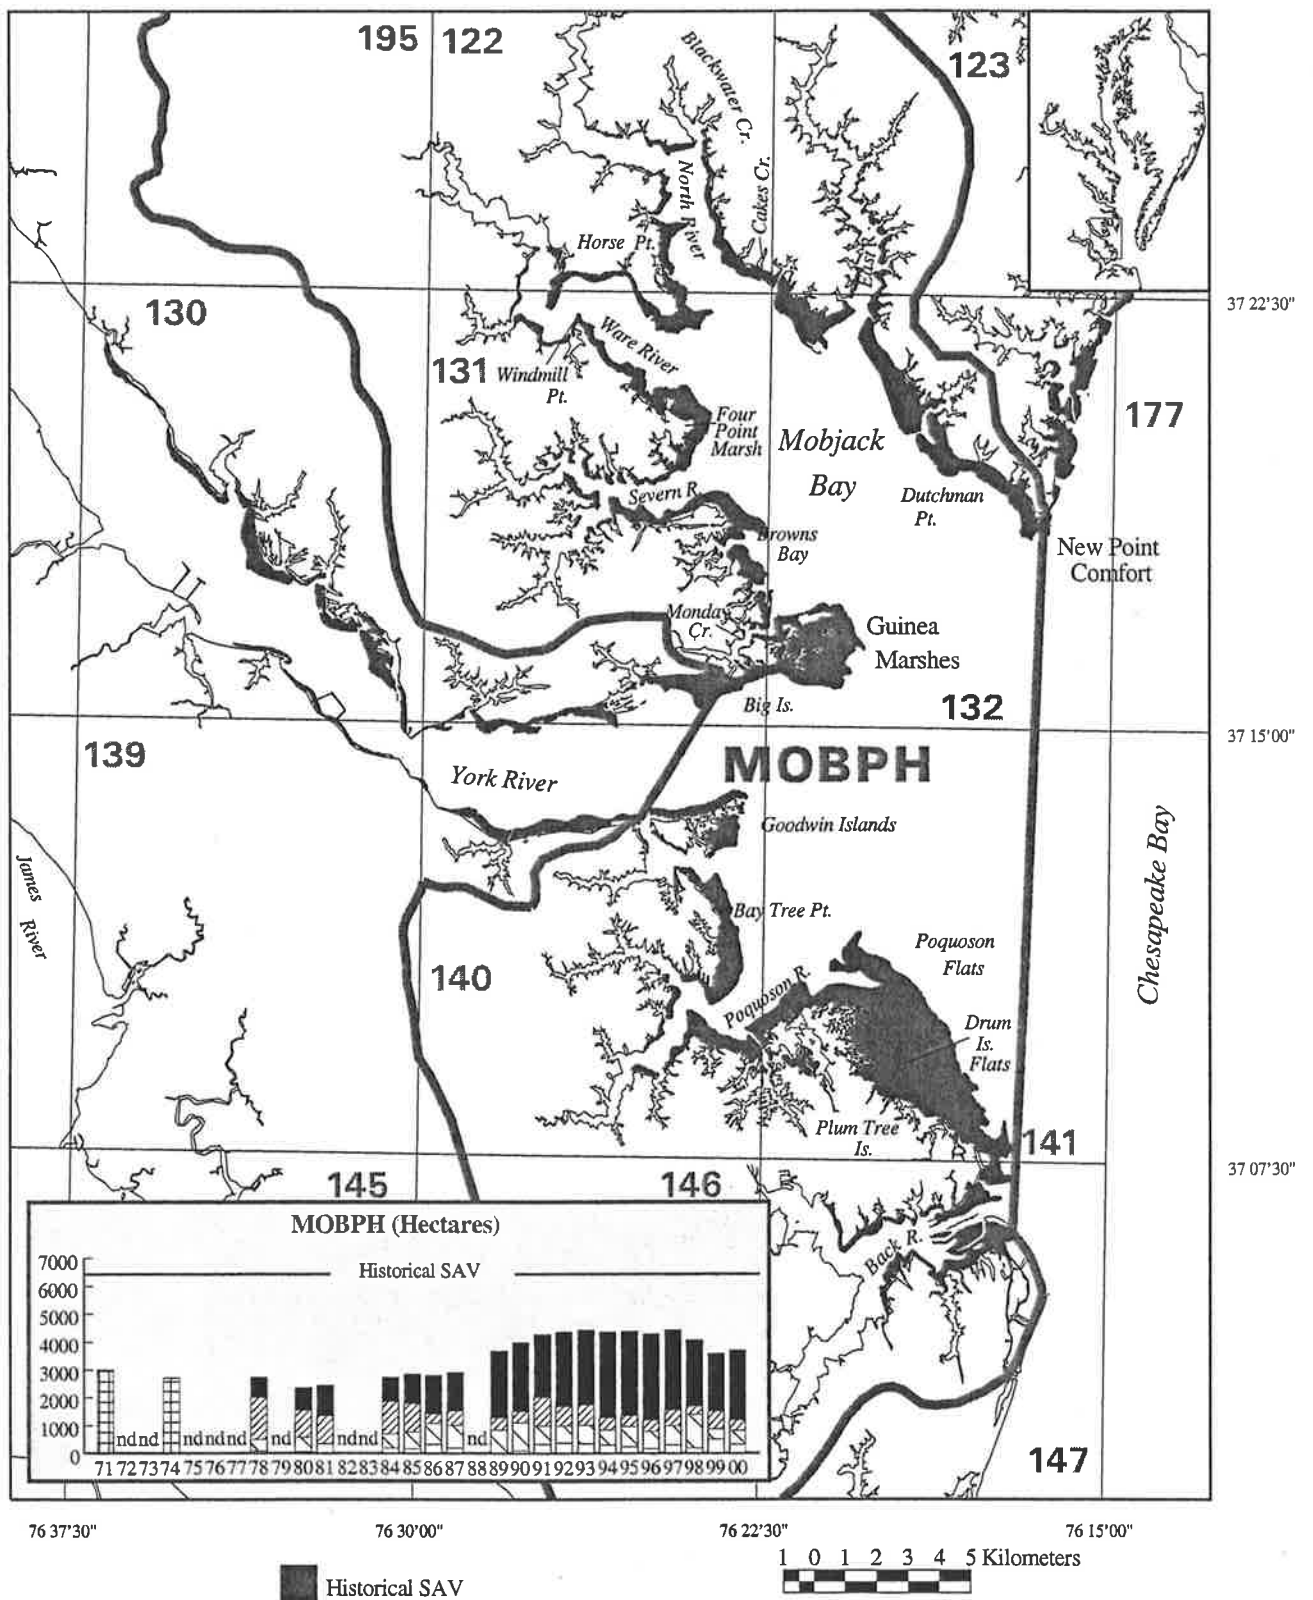 195
122
123
Blackwater Cr.
North River
Cakes Cr.
Horse Pt.
East
37 22'30"
130
131
Ware River
Windmill
Pt.
177
Four
Point
Marsh
Mobjack
Bay
Severn R.
Dutchman
Pt.
Browns
Bay
New Point
Comfort
Monday
Cr.
Guinea
Marshes
Big Is.
132
37 15'00"
139
MOBPH
York River
Goodwin Islands
James
River
Chesapeake Bay
Bay Tree Pt.
Poquoson
Flats
140
Poquoson R.
Drum
Is.
Flats
Plum Tree
Is.
141
37 07'30"
145
146
Back R.
147
MOBPH (Hectares)
Historical SAV
7000
6000
5000
4000
3000
2000
1000
0
nd nd nd nd nd nd nd nd nd
71 72 73 74 75 76 77 78 79 80 81 82 83 84 85 86 87 88 89 90 91 92 93 94 95 96 97 98 99 00
76 37'30"
76 30'00"
76 22'30"
76 15'00"
1 0 1 2 3 4 5 Kilometers
Historical SAV